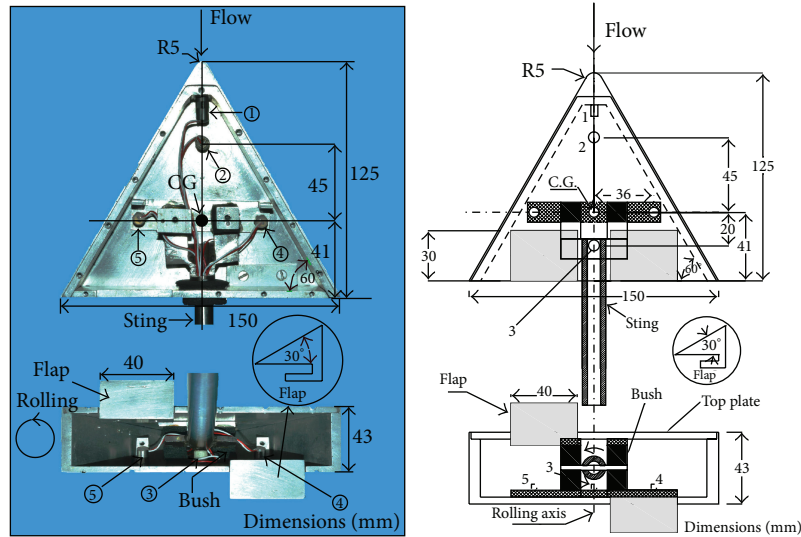 Flow
R5
①
②
CG
125
45
41
⑤
④
60°
Sting
150
40
30°
Flap
Flap
Rolling
43
⑤
③
Bush
④
Dimensions (mm)
Flow
R5
1
2
C.G.
36
125
45
20
41
30
60°
150
3
Sting
30°
Flap
Flap
40
Bush
Top plate
3
5
4
43
Rolling axis
Dimensions (mm)